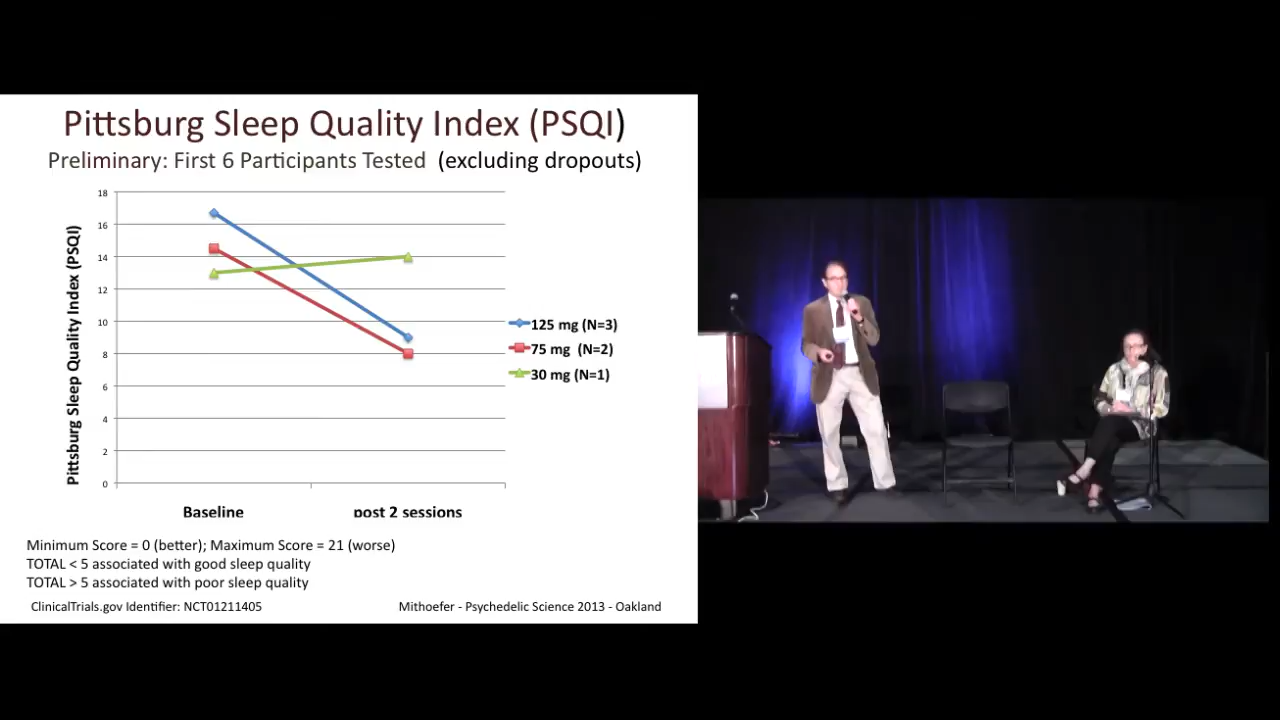 Pittsburg Sleep Quality Index (PSQI)
Preliminary: First 6 Participants Tested (excluding dropouts)
Pittsburg Sleep Quality Index (PSQI)
18
16
14
12
10
8
6
4
2
0
125 mg (N=3)
75 mg (N=2)
30 mg (N=1)
Baseline
post 2 sessions
Minimum Score = 0 (better); Maximum Score = 21 (worse)
TOTAL < 5 associated with good sleep quality
TOTAL > 5 associated with poor sleep quality
ClinicalTrials.gov Identifier: NCT01211405
Mithoefer - Psychedelic Science 2013 - Oakland